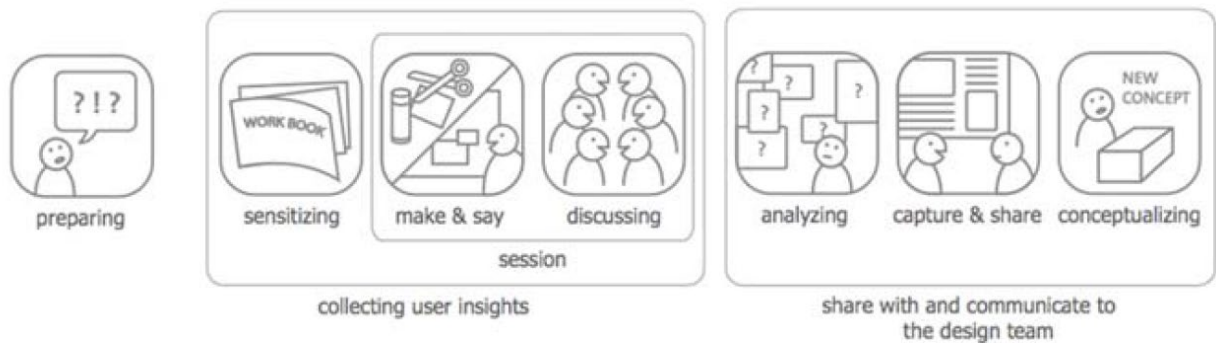 ? ! ?
preparing
WORK BOOK
sensitizing
make & say
discussing
session
collecting user insights
?
?
?
?
?
analyzing
capture & share
NEW
CONCEPT
conceptualizing
share with and communicate to
the design team